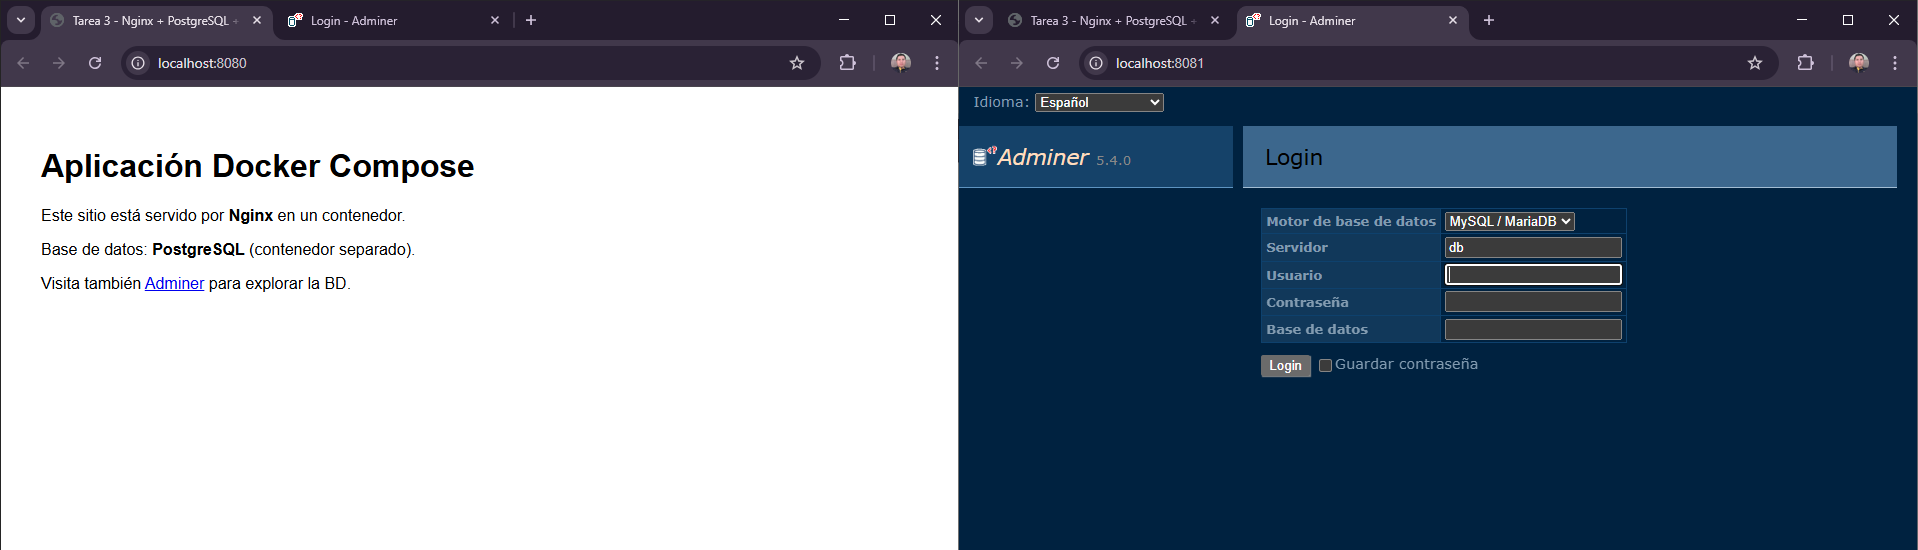 Tarea 3 - Nginx + PostgreSQL +
Login - Adminer
localhost:8080
Aplicación Docker Compose
Este sitio está servido por Nginx en un contenedor.
Base de datos: PostgreSQL (contenedor separado).
Visita también Adminer para explorar la BD.
Tarea 3 - Nginx + PostgreSQL +
Login - Adminer
localhost:8081
Idioma: Español
Adminer 5.4.0
Login
Motor de base de datos MySQL / MariaDB
Servidor db
Usuario
Contraseña
Base de datos
Login Guardar contraseña